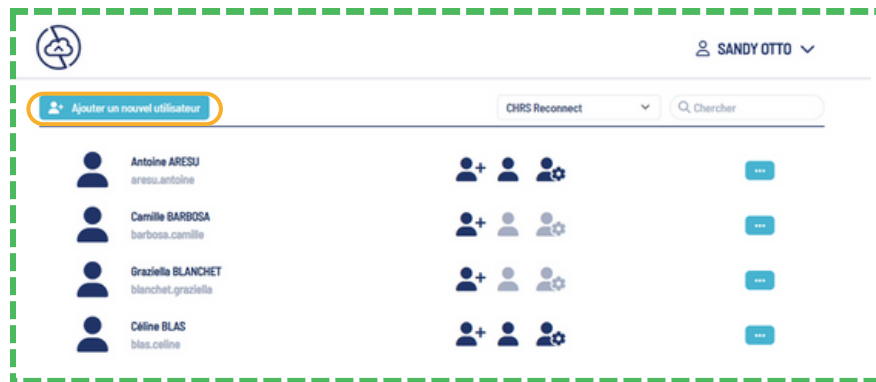 SANDY OTTO
Ajouter un nouvel utilisateur
CHRS Reconnect
Chercher
Antoine ARESU
aresu.antoine
Camille BARBOSA
barbosa.camille
Graziella BLANCHET
blanchet.graziella
Céline BLAS
blas.celine